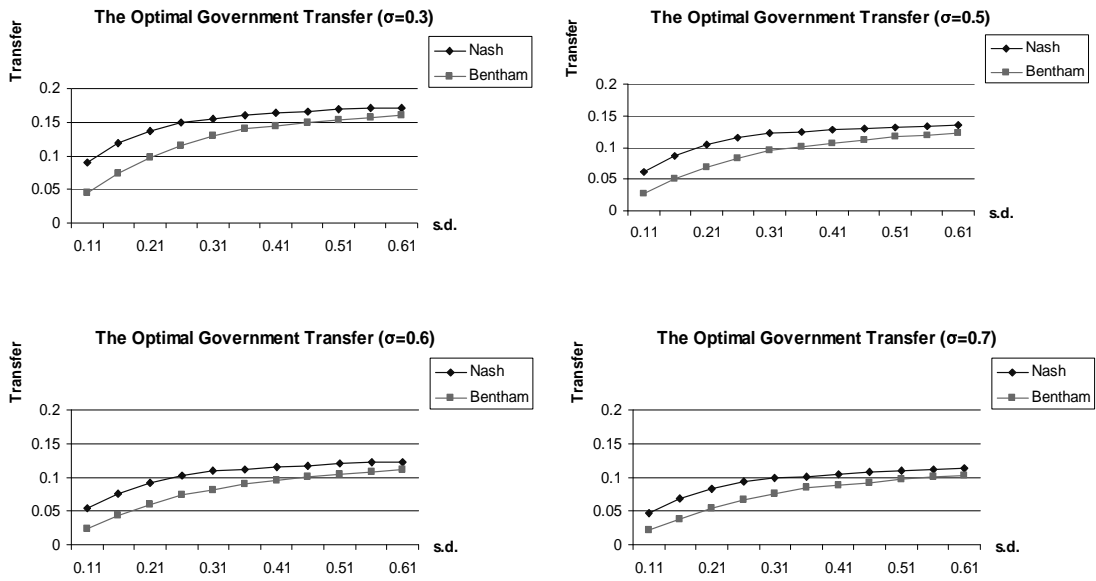 The Optimal Government Transfer (σ=0.3)
Transfer
Nash
Bentham
0.2
0.15
0.1
0.05
0
s.d.
0.11 0.21 0.31 0.41 0.51 0.61
The Optimal Government Transfer (σ=0.5)
Transfer
Nash
Bentham
0.2
0.15
0.1
0.05
0
s.d.
0.11 0.21 0.31 0.41 0.51 0.61
The Optimal Government Transfer (σ=0.6)
Transfer
Nash
Bentham
0.2
0.15
0.1
0.05
0
s.d.
0.11 0.21 0.31 0.41 0.51 0.61
The Optimal Government Transfer (σ=0.7)
Transfer
Nash
Bentham
0.2
0.15
0.1
0.05
0
s.d.
0.11 0.21 0.31 0.41 0.51 0.61